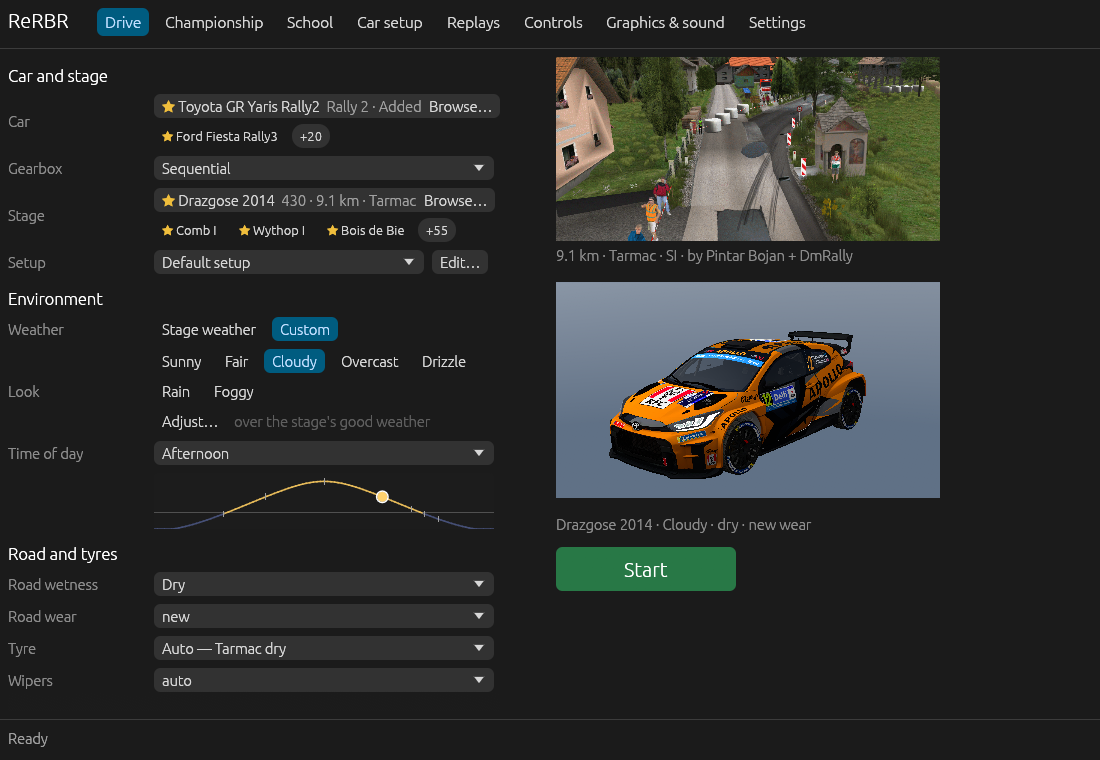 ReRBR Drive Championship School Car setup Replays Controls Graphics & sound Settings
Car and stage
Car
Toyota GR Yaris Rally2 Rally 2 · Added Browse...
Ford Fiesta Rally3 +20
Gearbox Sequential
Stage
Drazgose 2014 430 · 9.1 km · Tarmac Browse...
Comb I Wythop I Bois de Bie +55
Setup Default setup Edit...
Environment
Weather Stage weather Custom
Look
Sunny Fair Cloudy Overcast Drizzle
Rain Foggy
Adjust... over the stage's good weather
Time of day Afternoon
Road and tyres
Road wetness Dry
Road wear new
Tyre Auto — Tarmac dry
Wipers auto
9.1 km · Tarmac · SI · by Pintar Bojan + DmRally
APOLLO
Drazgose 2014 · Cloudy · dry · new wear
Start
Ready